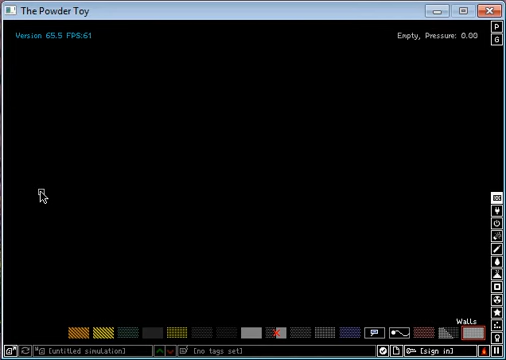 The Powder Toy
Version 65.5 FPS:61
Empty, Pressure: 0.00
P
G
Walls
[untitled simulation]
[no tags set]
[sign in]